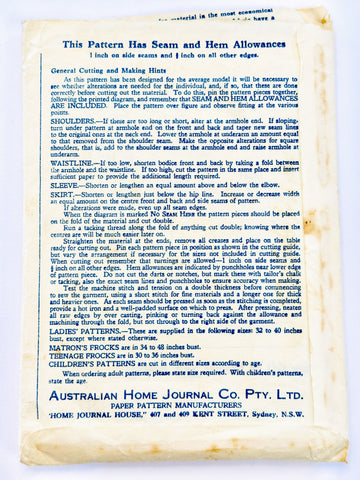 material is the most economical
have a
This Pattern Has Seam and Hem Allowances
1 inch on side seams and ½ inch on all other edges.
General Cutting and Making Hints
As this pattern has been designed for the average model it will be necessary to
see whether alterations are needed for the individual, and, if so, that these are done
correctly before cutting out the material. To do this, pin the pattern pieces together,
following the printed diagram, and remember that SEAM AND HEM ALLOWANCES
ARE INCLUDED. Place the pattern over figure and observe fitting at the various
points.
SHOULDERS.—If these are too long or short, alter at the armhole end. If sloping,
turn under pattern at armhole end on the front and back and taper new seam lines
to the original ones at the neck end. Lower the armhole at underarm an amount equal
to that removed from the shoulder seam. Make the opposite alterations for square
shoulders, that is, add to the shoulder seams at the armhole end and raise armhole at
underarm.
WAISTLINE.—If too low, shorten bodice front and back by taking a fold between
the armhole and the waistline. If too high, cut the pattern in the same place and insert
sufficient paper to provide the additional length required.
SLEEVE.—Shorten or lengthen an equal amount above and below the elbow.
SKIRT.—Shorten or lengthen just below the hip line. Increase or decrease width
an equal amount on the centre front and back and side seams of pattern.
If alterations were made, even up all seam edges.
When the diagram is marked NO SEAM HERE the pattern pieces should be placed
on the fold of the material and cut double.
Run a tacking thread along the fold of anything cut double; knowing where the
centres are will be much easier later on.
Straighten the material at the ends, remove all creases and place on the table
ready for cutting out. Pin each pattern piece in position as shown in the cutting guide,
but vary the arrangement if necessary for the sizes not included in cutting guide.
When cutting out remember that turnings are allowed—1 inch on side seams and
½ inch on all other edges. Hem allowances are indicated by punchholes near lower edge
of pattern piece. Do not cut the darts or notches, but mark these with tailor's chalk
or tacking, also the exact seam lines and punchholes to ensure accuracy when making.
Test the machine stitch and tension on a double thickness before commencing
to sew the garment, using a short stitch for fine materials and a longer one for thick
and heavier ones. As each seam should be pressed as soon as the stitching is completed,
provide a hot iron and a well-padded surface on which to press. After pressing, neaten
all raw edges by over casting, pinking or turning back against the allowance and
machining through the fold, but not through to the right side of the garment.
LADIES' PATTERNS.—These are supplied in the following sizes: 32 to 40 inches
bust, except where stated otherwise.
MATRON'S FROCKS are in 34 to 48 inches bust.
TEENAGE FROCKS are in 30 to 36 inches bust.
CHILDREN'S PATTERNS are cut in different sizes according to age.
When ordering adult patterns, please state size required. With children's patterns,
state the age.
AUSTRALIAN HOME JOURNAL CO. PTY. LTD.
PAPER PATTERN MANUFACTURERS
'HOME JOURNAL HOUSE," 407 and 409 KENT STREET, Sydney, N.S.W.